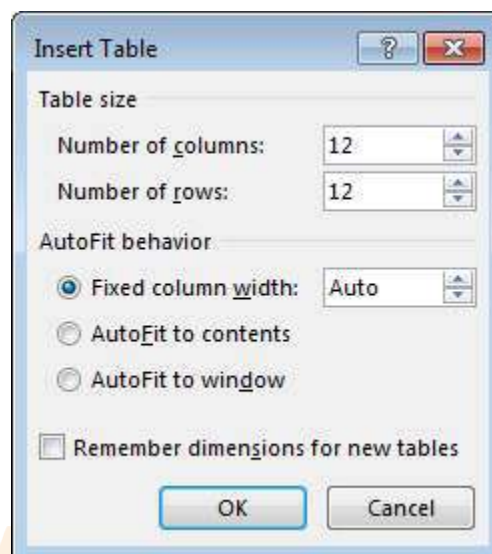 Insert Table
Table size
Number of columns: 12
Number of rows: 12
AutoFit behavior
Fixed column width: Auto
AutoFit to contents
AutoFit to window
Remember dimensions for new tables
OK Cancel